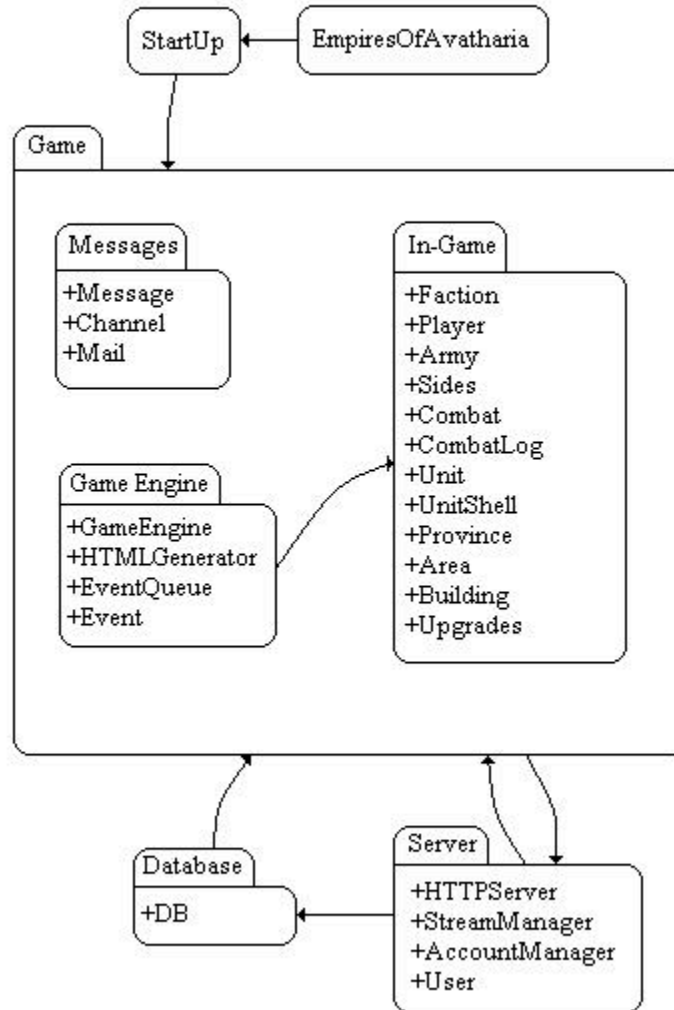 StartUp
EmpiresOfAvatharia
Game
Messages
+Message
+Channel
+Mail
In-Game
+Faction
+Player
+Army
+Sides
+Combat
+CombatLog
+Unit
+UnitShell
+Province
+Area
+Building
+Upgrades
Game Engine
+GameEngine
+HTMLGenerator
+EventQueue
+Event
Database
+DB
Server
+HTTPServer
+StreamManager
+AccountManager
+User